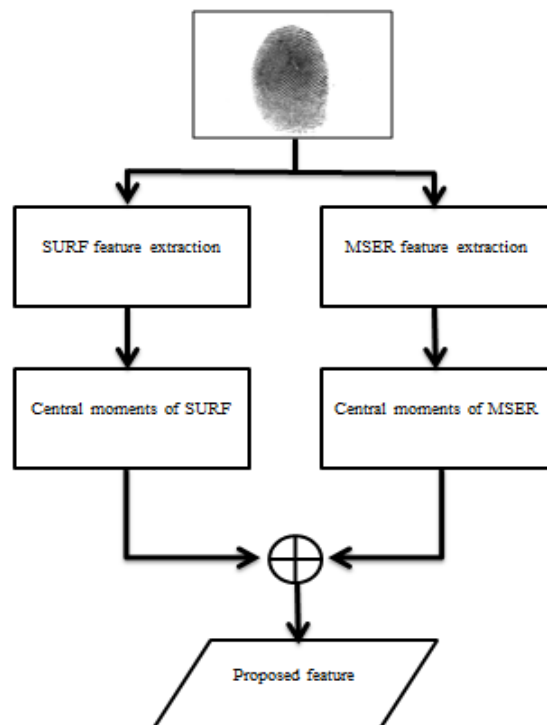 SURF feature extraction
MSER feature extraction
Central moments of SURF
Central moments of MSER
Proposed feature